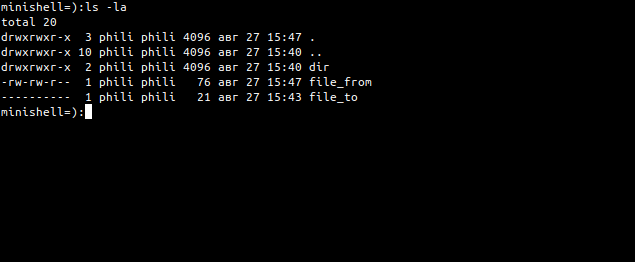 minishell=):ls -la
total 20
drwxrwxr-x  3 phili phili 4096 авг 27 15:47 .
drwxrwxr-x 10 phili phili 4096 авг 27 15:40 ..
drwxrwxr-x  2 phili phili 4096 авг 27 15:40 dir
-rw-rw-r--  1 phili phili   76 авг 27 15:47 file_from
----------  1 phili phili   21 авг 27 15:43 file_to
minishell=):